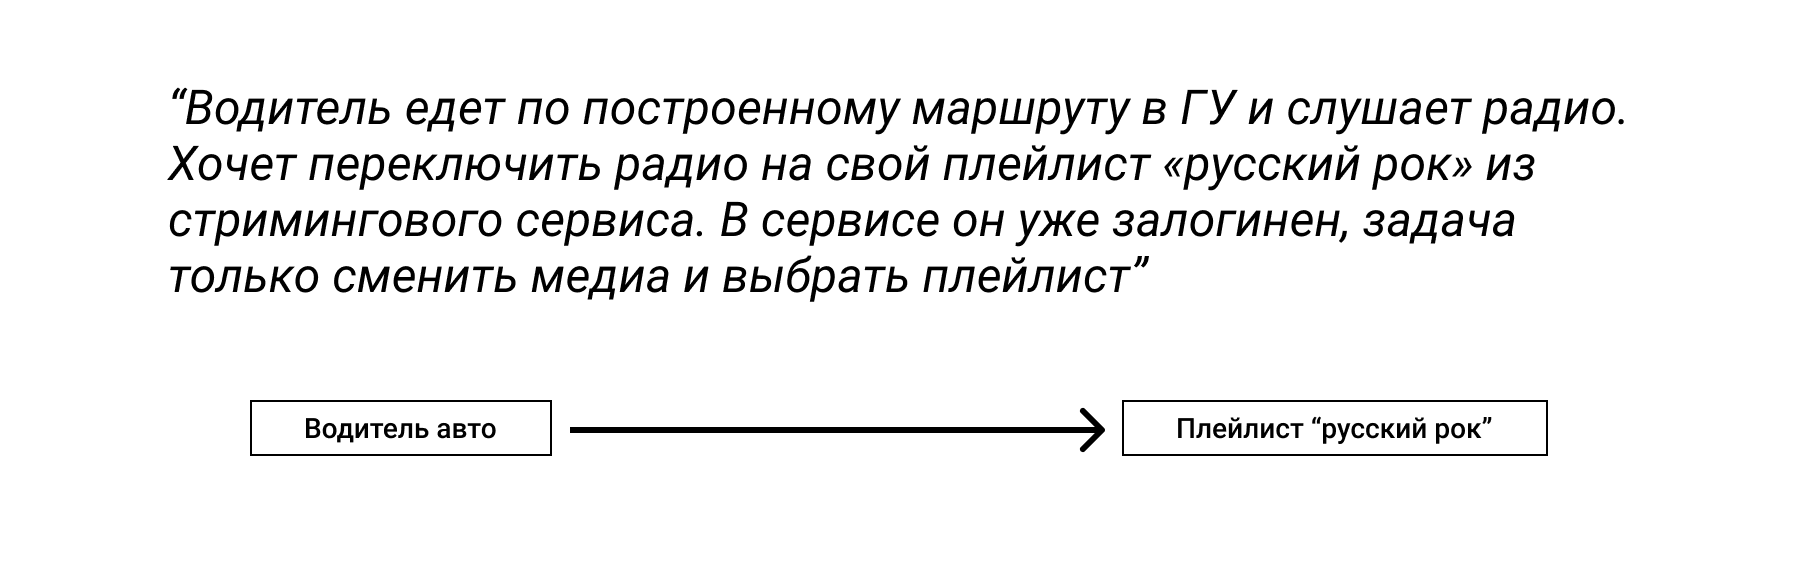 “Водитель едет по построенному маршруту в ГУ и слушает радио.
Хочет переключить радио на свой плейлист «русский рок» из
стримингового сервиса. В сервисе он уже залогинен, задача
только сменить медиа и выбрать плейлист”
Водитель авто
Плейлист “русский рок”